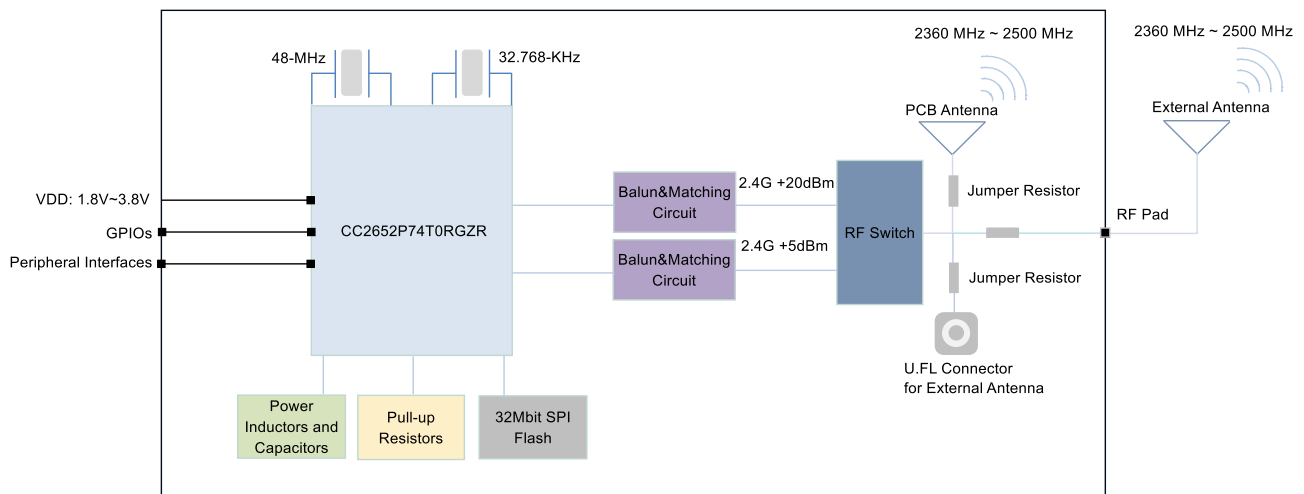 2360 MHz ~ 2500 MHz
2360 MHz ~ 2500 MHz
48-MHz
32.768-KHz
PCB Antenna
External Antenna
VDD: 1.8V~3.8V
GPIOs
Peripheral Interfaces
CC2652P74T0RGZR
Balun&Matching
Circuit
2.4G +20dBm
Balun&Matching
Circuit
2.4G +5dBm
RF Switch
Jumper Resistor
RF Pad
Jumper Resistor
U.FL Connector
for External Antenna
Power
Inductors and
Capacitors
Pull-up
Resistors
32Mbit SPI
Flash